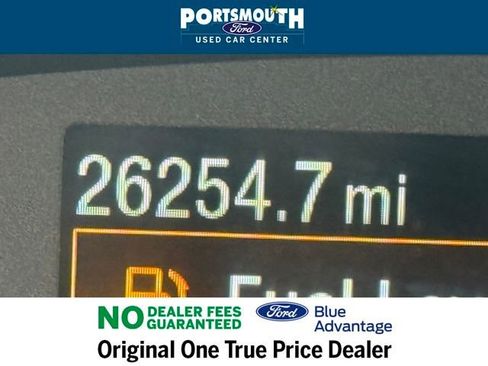 PORTSMOUTH
Ford
USED CAR CENTER
26254.7 mi
NO DEALER FEES
GUARANTEED
Ford
Blue
Advantage
Original One True Price Dealer